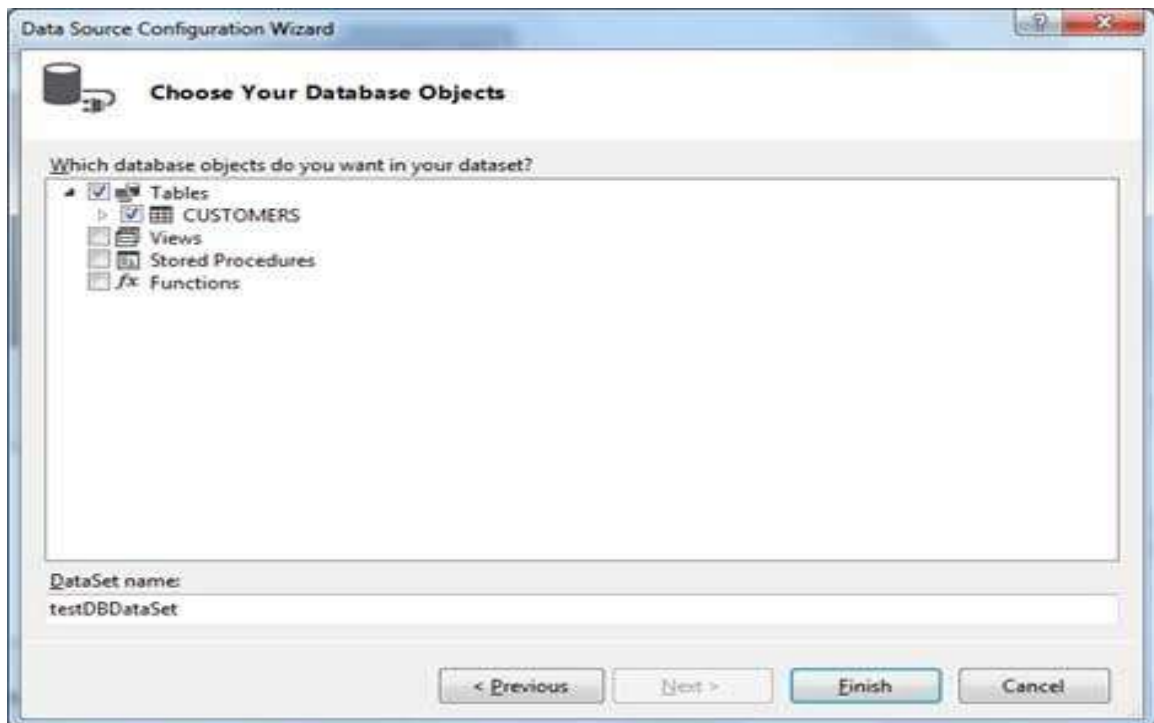 Data Source Configuration Wizard
Choose Your Database Objects
Which database objects do you want in your dataset?
Tables
CUSTOMERS
Views
Stored Procedures
fx Functions
DataSet name:
testDBDataSet
< Previous
Next >
Finish
Cancel